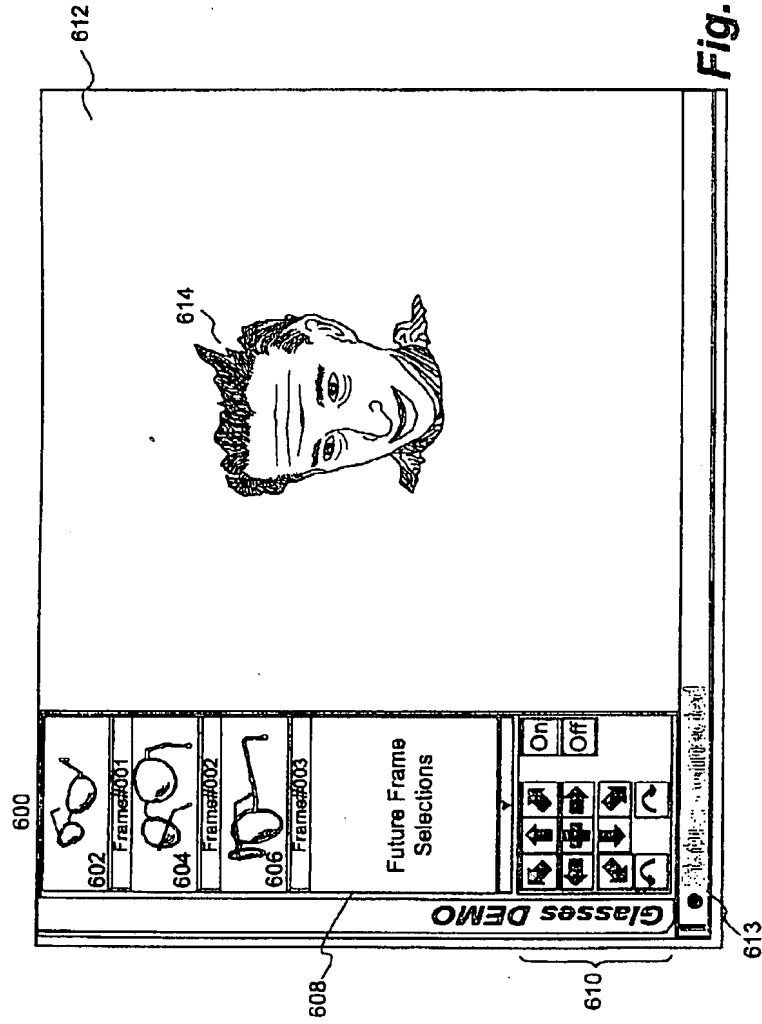 600
612
614
602
Frame#001
604
Frame#002
606
Frame#003
Future Frame
Selections
608
On
Off
610
Glasses DEMO
613
Fig.